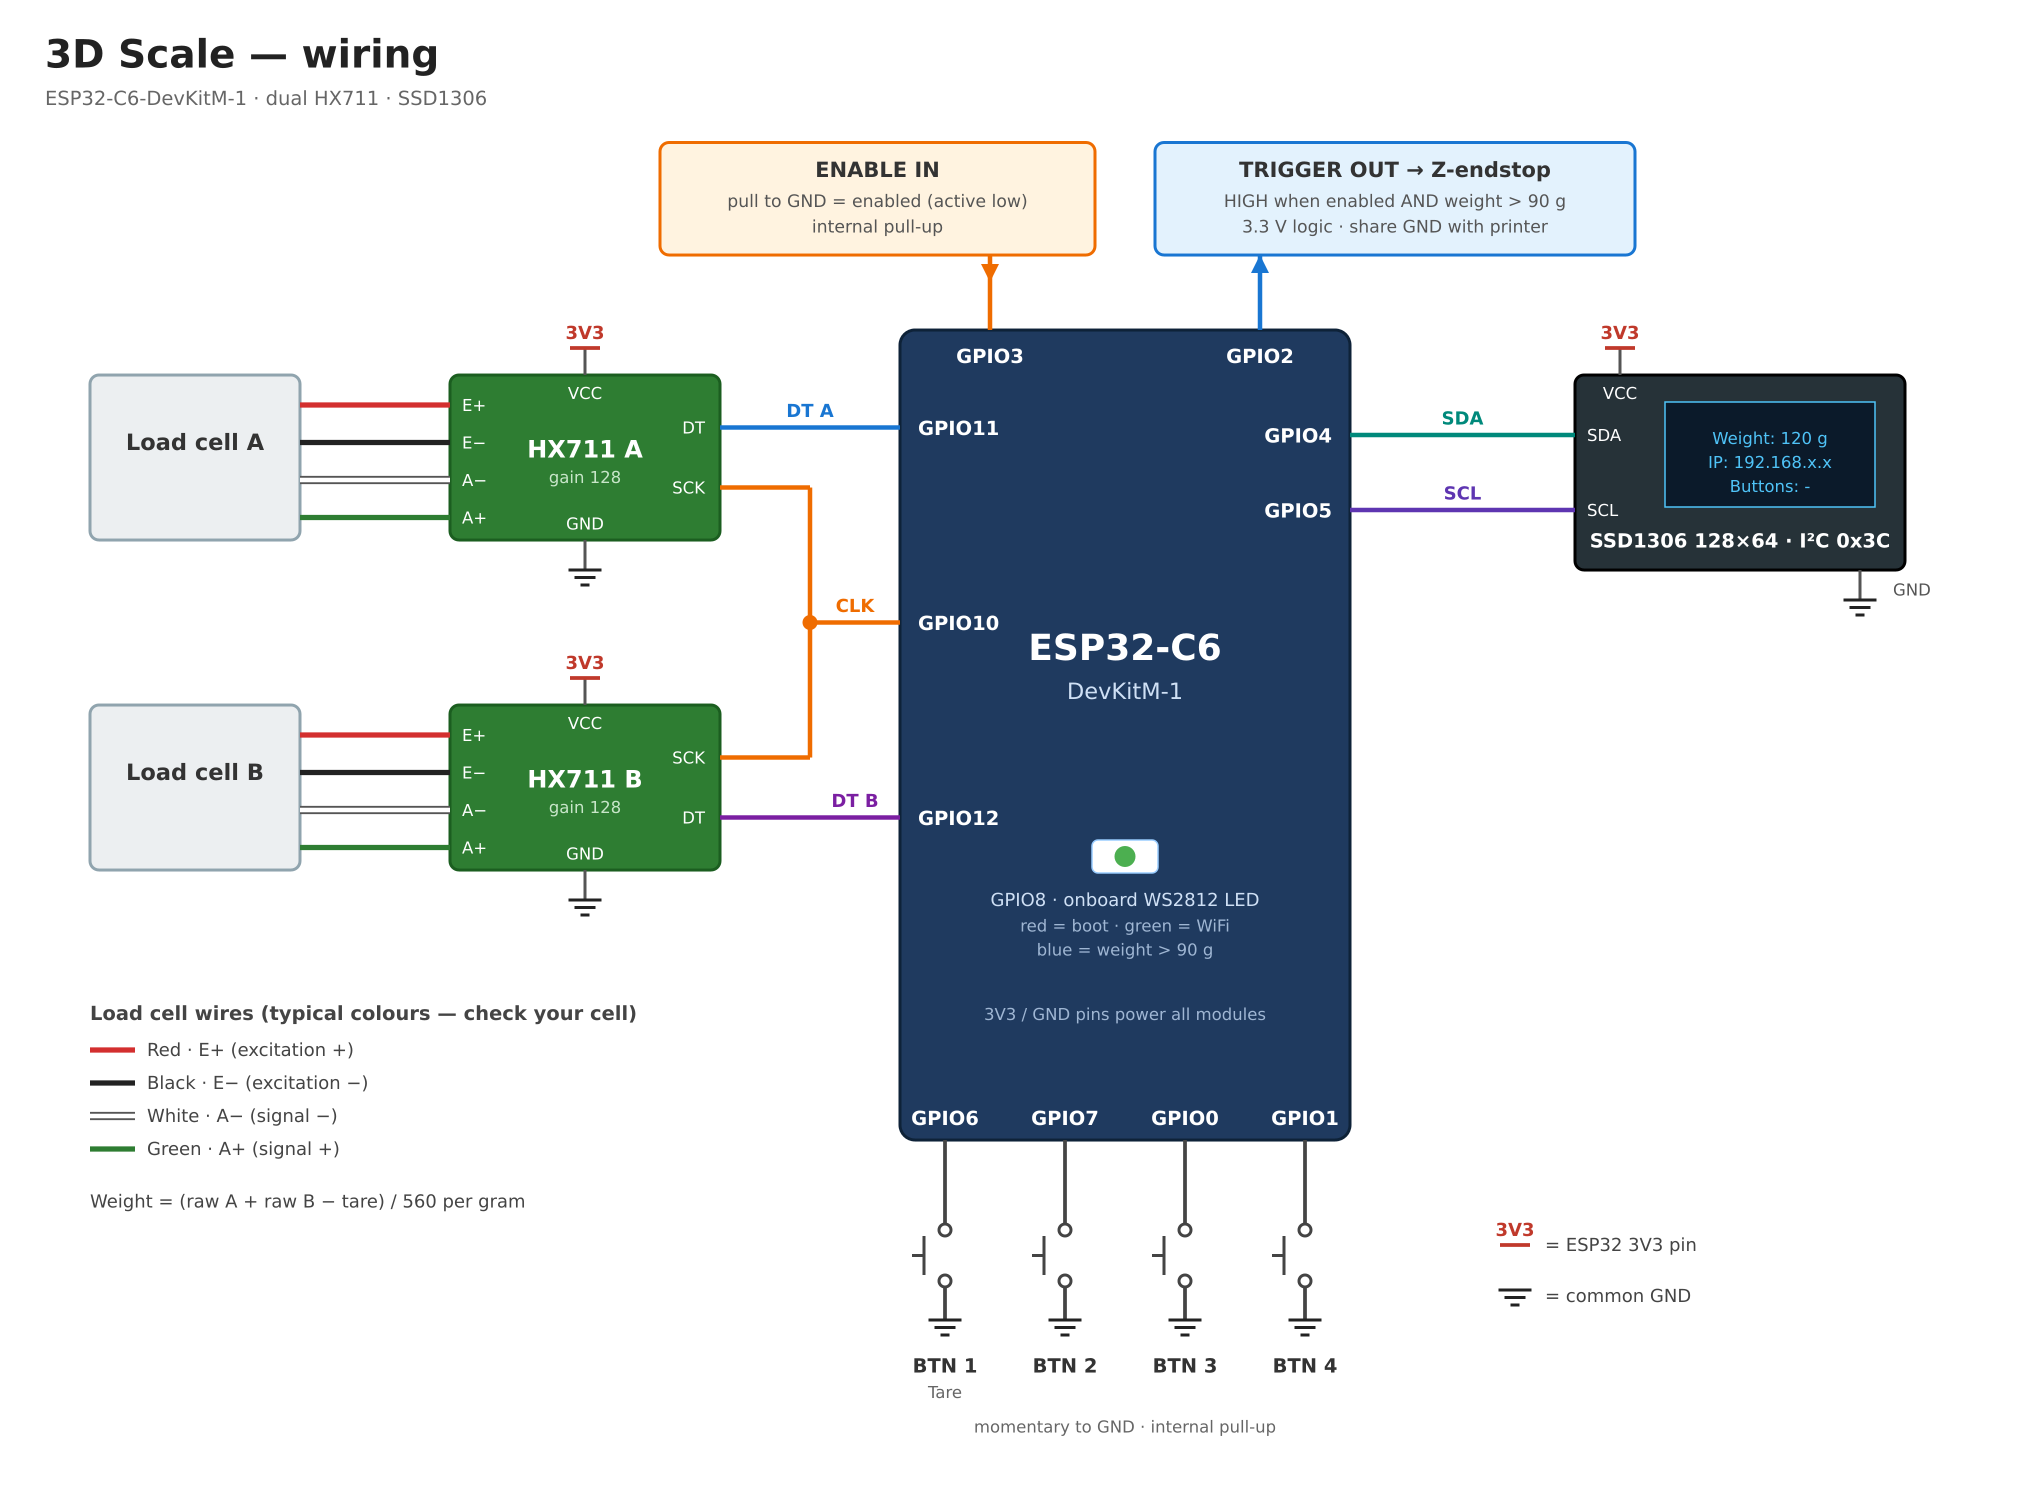 3D Scale — wiring
ESP32-C6-DevKitM-1 · dual HX711 · SSD1306
ENABLE IN
pull to GND = enabled (active low)
internal pull-up
TRIGGER OUT → Z-endstop
HIGH when enabled AND weight > 90 g
3.3 V logic · share GND with printer
Load cell A
3V3
VCC
E+
E−
A−
A+
HX711 A
gain 128
DT
SCK
GND
DT A
CLK
Load cell B
3V3
VCC
E+
E−
A−
A+
HX711 B
gain 128
SCK
DT
GND
DT B
GPIO3
GPIO2
GPIO11
GPIO4
GPIO5
GPIO10
ESP32-C6
DevKitM-1
GPIO12
GPIO8 · onboard WS2812 LED
red = boot · green = WiFi
blue = weight > 90 g
3V3 / GND pins power all modules
GPIO6
GPIO7
GPIO0
GPIO1
SDA
SCL
3V3
VCC
SDA
SCL
Weight: 120 g
IP: 192.168.x.x
Buttons: -
SSD1306 128×64 · I²C 0x3C
GND
Load cell wires (typical colours — check your cell)
Red · E+ (excitation +)
Black · E− (excitation −)
White · A− (signal −)
Green · A+ (signal +)
Weight = (raw A + raw B − tare) / 560 per gram
BTN 1
Tare
BTN 2
BTN 3
BTN 4
momentary to GND · internal pull-up
3V3
= ESP32 3V3 pin
= common GND